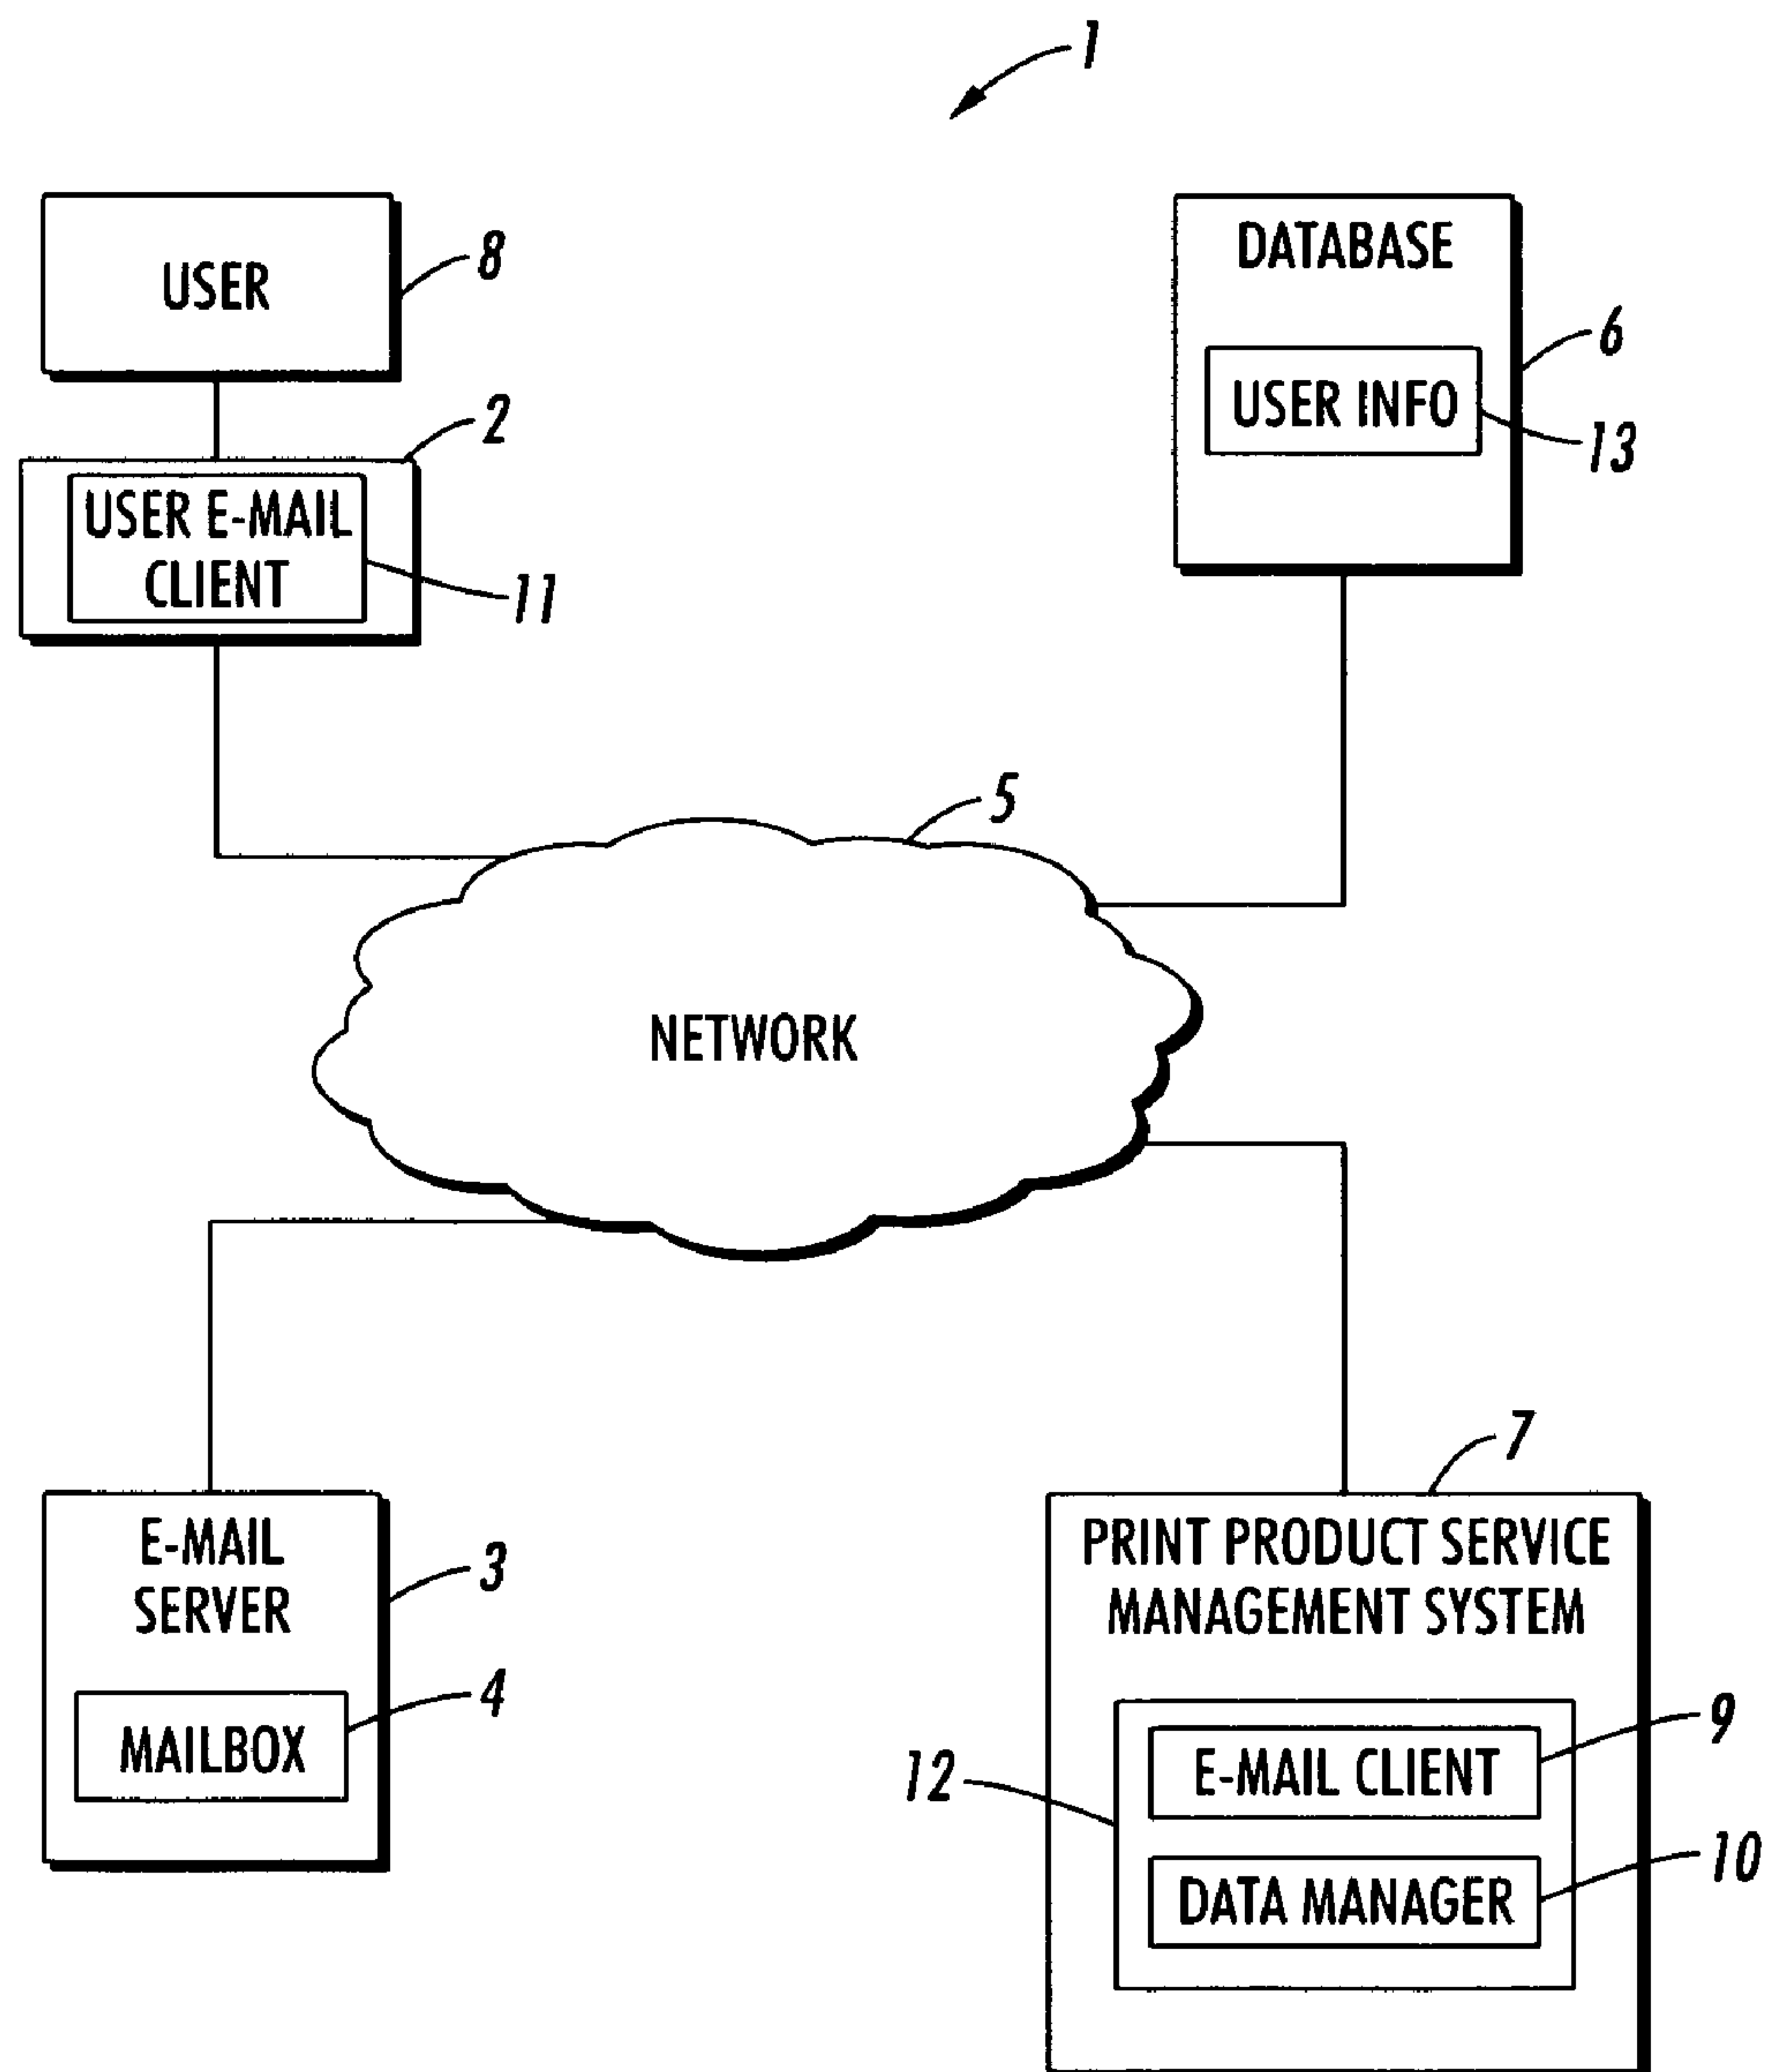 1
USER
8
DATABASE
6
USER INFO
13
2
USER E-MAIL
CLIENT
11
5
NETWORK
7
E-MAIL
SERVER
3
MAILBOX
4
PRINT PRODUCT SERVICE
MANAGEMENT SYSTEM
12
E-MAIL CLIENT
9
DATA MANAGER
10